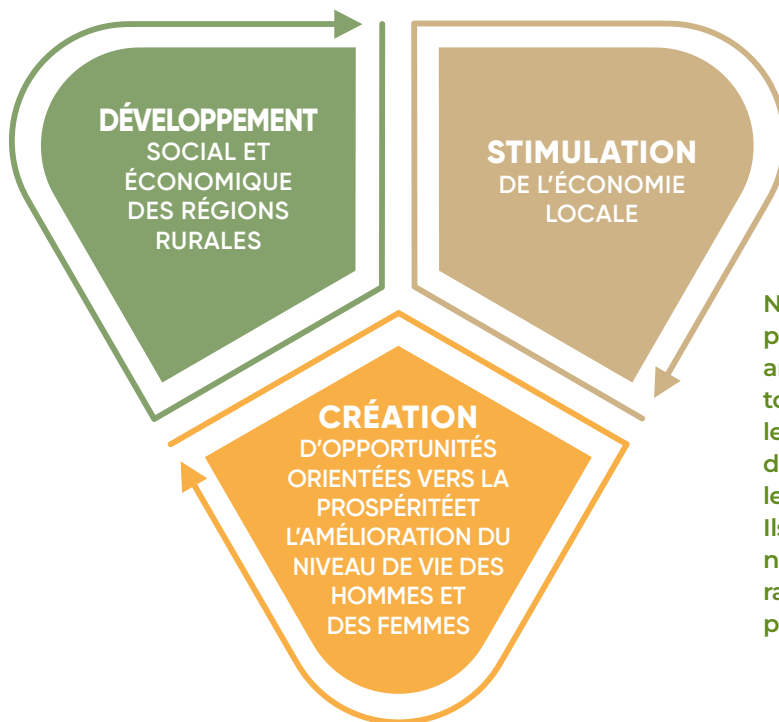 DÉVELOPPEMENT
SOCIAL ET
ÉCONOMIQUE
DES RÉGIONS
RURALES
STIMULATION
DE L'ÉCONOMIE
LOCALE
CRÉATION
D'OPPORTUNITÉS
ORIENTÉES VERS LA
PROSPÉRITÉET
L'AMÉLIORATION DU
NIVEAU DE VIE DES
HOMMES ET
DES FEMMES